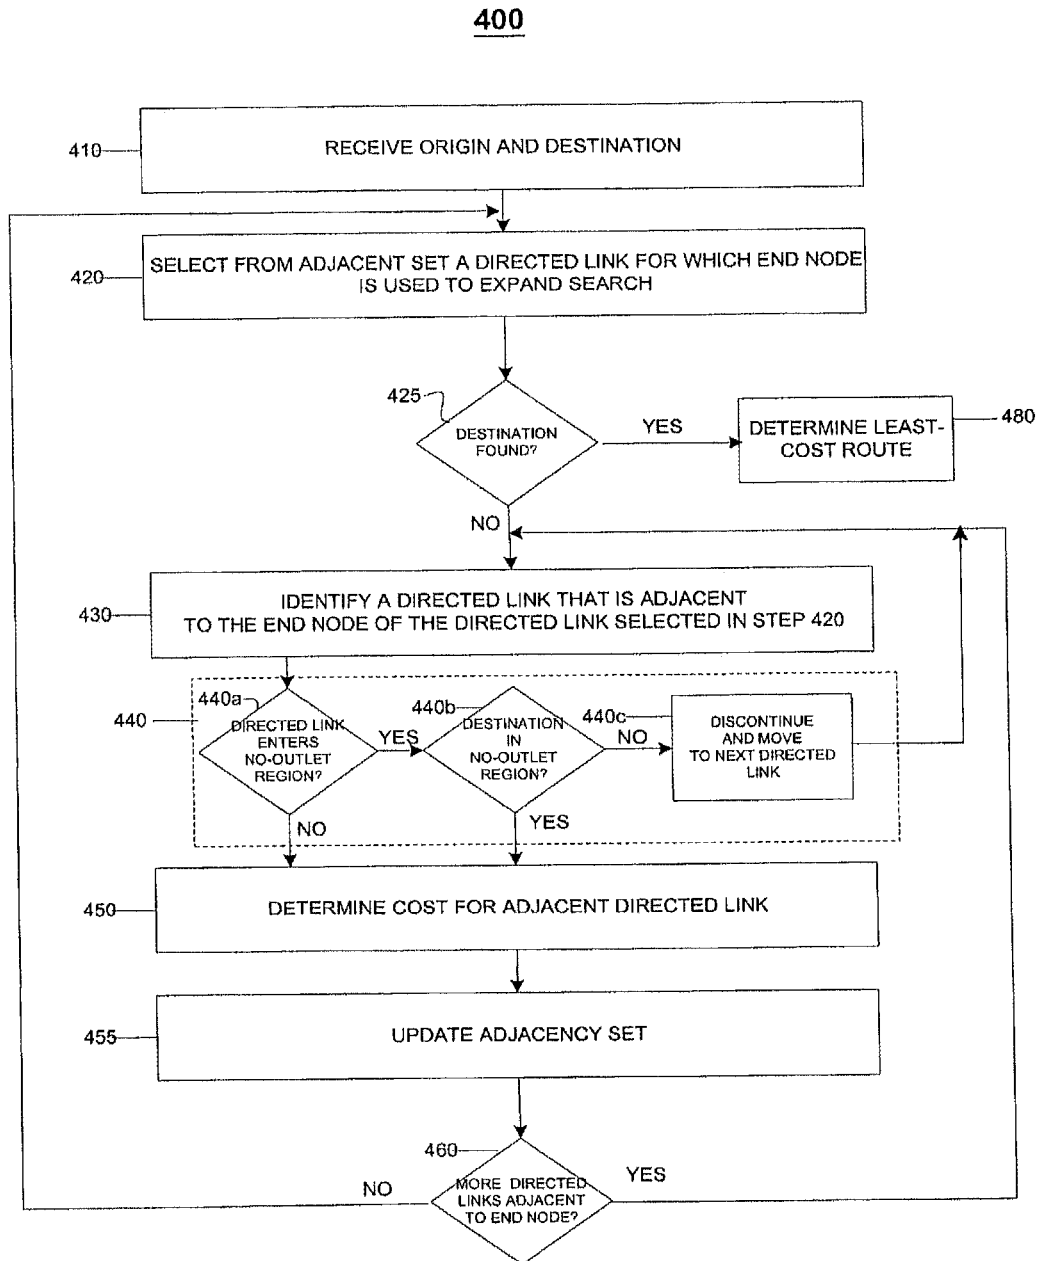 400
410
RECEIVE ORIGIN AND DESTINATION
420
SELECT FROM ADJACENT SET A DIRECTED LINK FOR WHICH END NODE
IS USED TO EXPAND SEARCH
425
DESTINATION
FOUND?
YES
DETERMINE LEAST-
COST ROUTE
480
NO
430
IDENTIFY A DIRECTED LINK THAT IS ADJACENT
TO THE END NODE OF THE DIRECTED LINK SELECTED IN STEP 420
440
440a
DIRECTED LINK
ENTERS
NO-OUTLET
REGION?
YES
440b
DESTINATION
IN
NO-OUTLET
REGION?
NO
440c
DISCONTINUE
AND MOVE
TO NEXT DIRECTED
LINK
NO
YES
450
DETERMINE COST FOR ADJACENT DIRECTED LINK
455
UPDATE ADJACENCY SET
460
MORE DIRECTED
LINKS ADJACENT
TO END NODE?
NO
YES